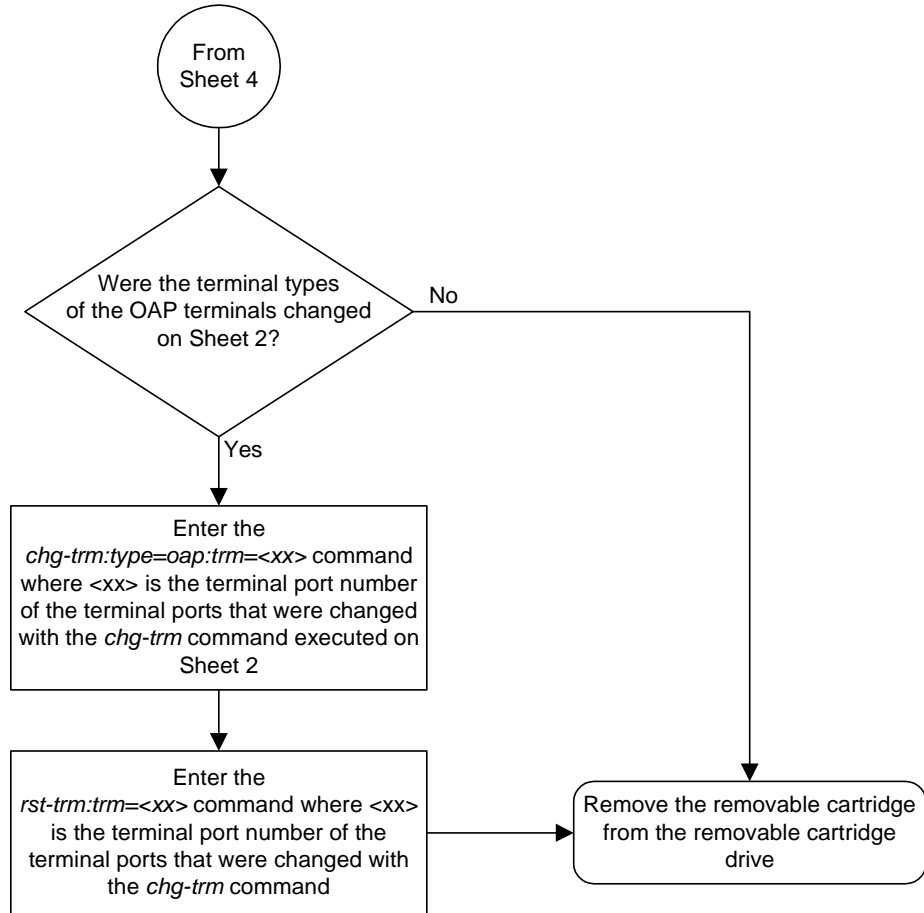 From
Sheet 4
Were the terminal types
of the OAP terminals changed
on Sheet 2?
No
Yes
Enter the
chg-trm:type=oap:trm=<xx> command
where <xx> is the terminal port number
of the terminal ports that were changed
with the chg-trm command executed on
Sheet 2
Enter the
rst-trm:trm=<xx> command where <xx>
is the terminal port number of the
terminal ports that were changed with
the chg-trm command
Remove the removable cartridge
from the removable cartridge
drive